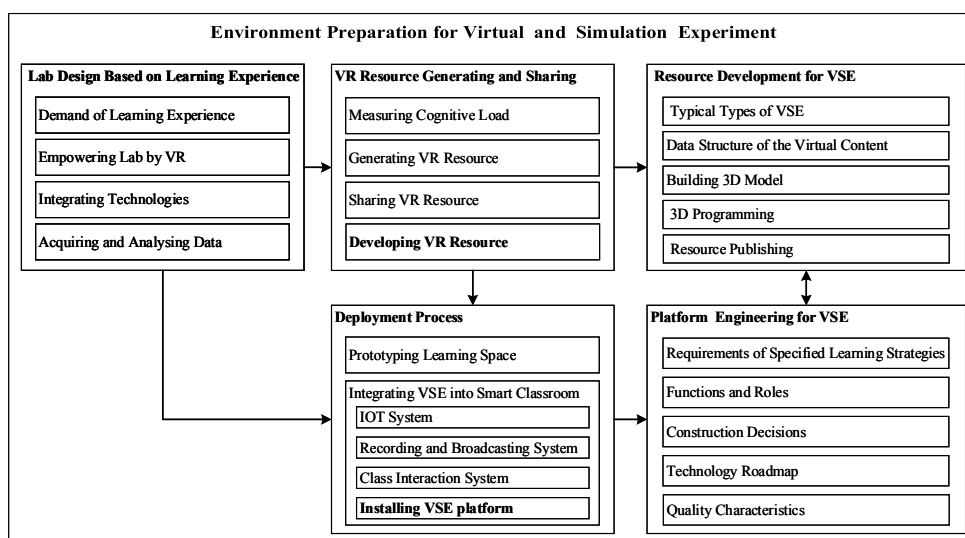 Environment Preparation for Virtual and Simulation Experiment
Lab Design Based on Learning Experience
Demand of Learning Experience
Empowering Lab by VR
Integrating Technologies
Acquiring and Analysing Data
VR Resource Generating and Sharing
Measuring Cognitive Load
Generating VR Resource
Sharing VR Resource
Developing VR Resource
Resource Development for VSE
Typical Types of VSE
Data Structure of the Virtual Content
Building 3D Model
3D Programming
Resource Publishing
Deployment Process
Prototyping Learning Space
Integrating VSE into Smart Classroom
IOT System
Recording and Broadcasting System
Class Interaction System
Installing VSE platform
Platform Engineering for VSE
Requirements of Specified Learning Strategies
Functions and Roles
Construction Decisions
Technology Roadmap
Quality Characteristics